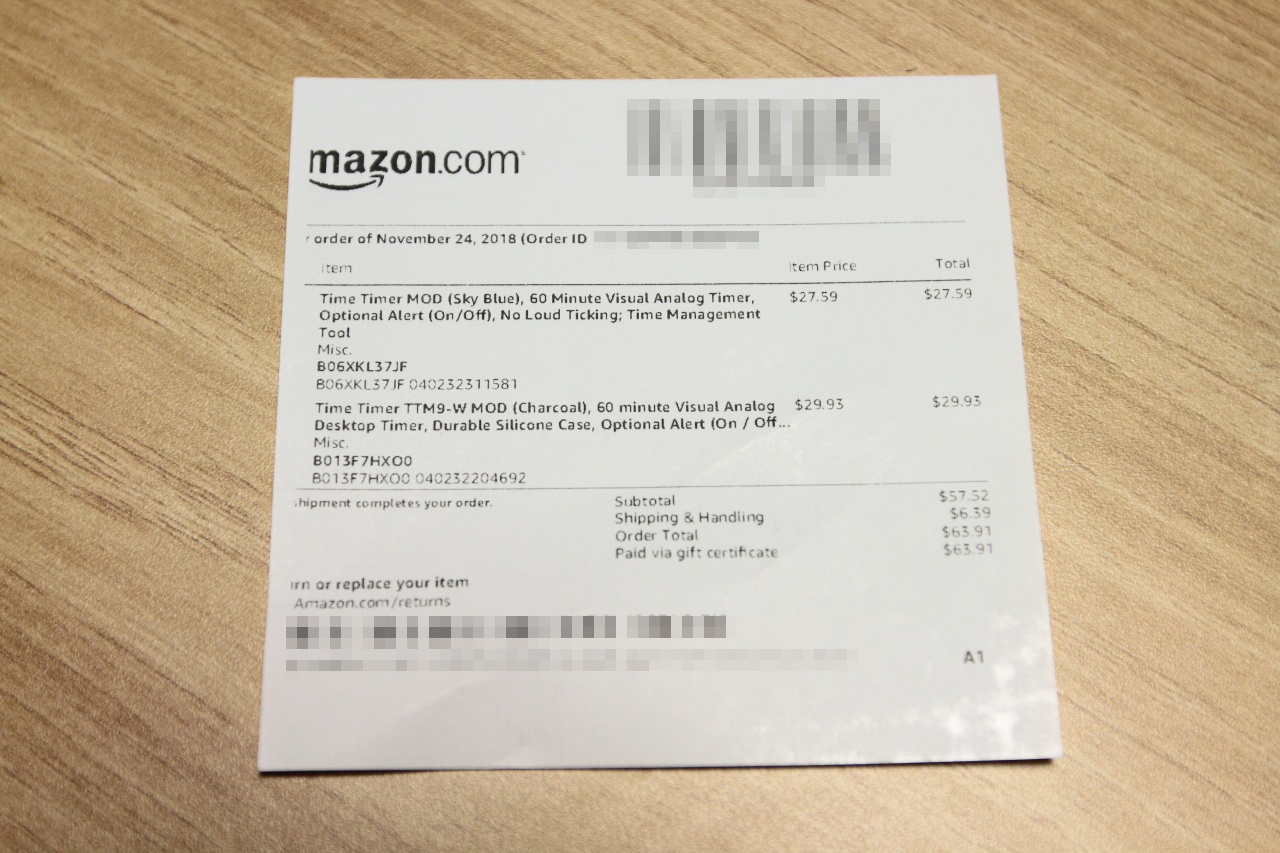 mazon.com
order of November 24, 2018 (Order ID
Item Item Price Total
Time Timer MOD (Sky Blue), 60 Minute Visual Analog Timer, $27.59 $27.59
Optional Alert (On/Off), No Loud Ticking; Time Management
Tool
Misc.
B06XKL37JF
B06XKL37JF 040232311581
Time Timer TTM9-W MOD (Charcoal), 60 minute Visual Analog $29.93 $29.93
Desktop Timer, Durable Silicone Case, Optional Alert (On / Off...
Misc.
B013F7HXO0
B013F7HXO0 040232204692
hipment completes your order. Subtotal $57.52
Shipping & Handling $6.39
Order Total $63.91
Paid via gift certificate $63.91
rn or replace your item
Amazon.com/returns
A1